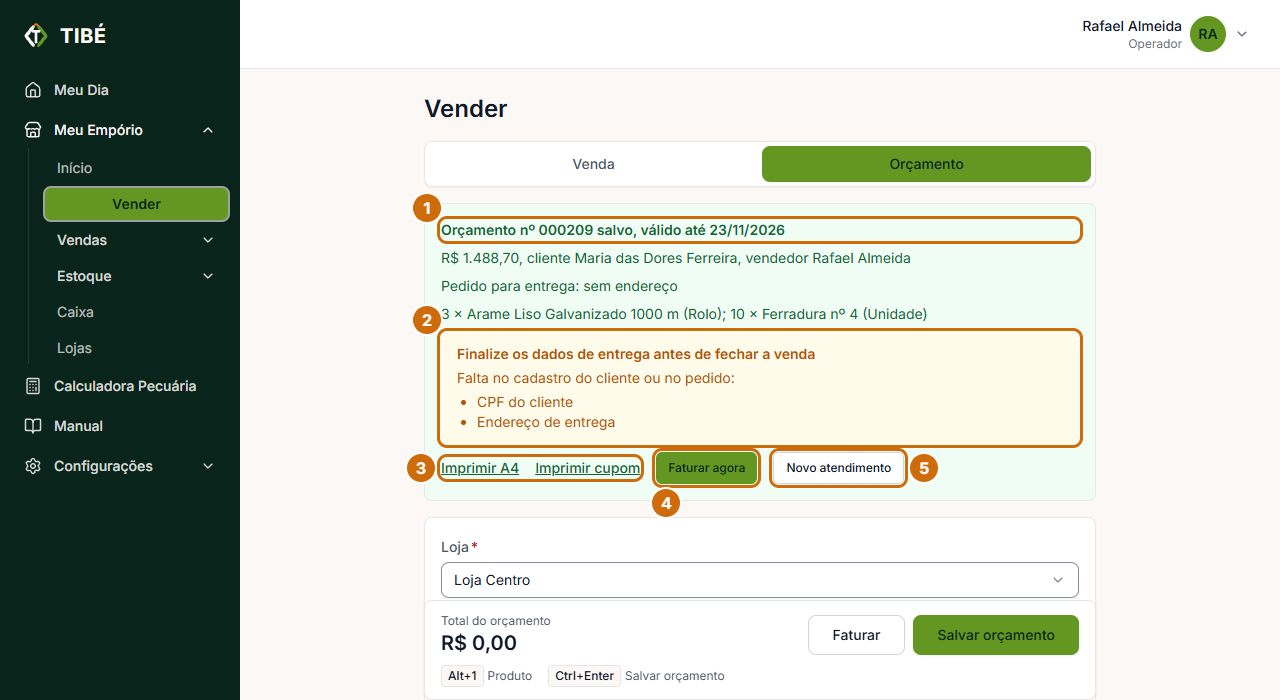 TIBÉ
Rafael Almeida
Operador
RA
Meu Dia
Meu Empório
Início
Vender
Vendas
Estoque
Caixa
Lojas
Calculadora Pecuária
Manual
Configurações
Vender
Venda
Orçamento
1
Orçamento nº 000209 salvo, válido até 23/11/2026
R$ 1.488,70, cliente Maria das Dores Ferreira, vendedor Rafael Almeida
Pedido para entrega: sem endereço
3 × Arame Liso Galvanizado 1000 m (Rolo); 10 × Ferradura nº 4 (Unidade)
2
Finalize os dados de entrega antes de fechar a venda
Falta no cadastro do cliente ou no pedido:
• CPF do cliente
• Endereço de entrega
3
Imprimir A4
Imprimir cupom
Faturar agora
Novo atendimento
5
4
Loja*
Loja Centro
Total do orçamento
R$ 0,00
Faturar
Salvar orçamento
Alt+1 Produto
Ctrl+Enter Salvar orçamento